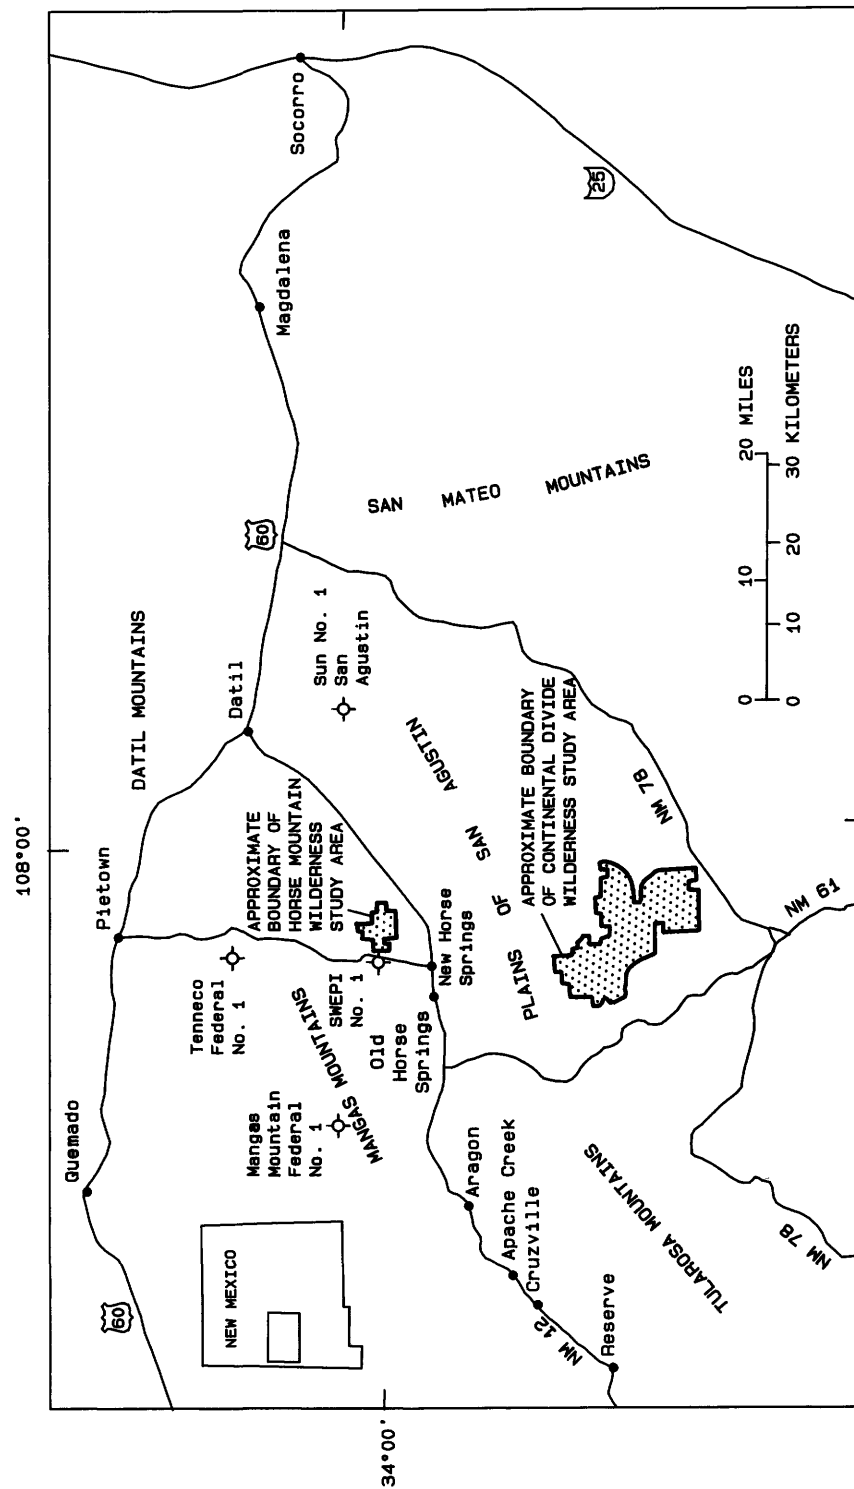 108°00'
34°00'
60
Quemado
Pietown
DATIL MOUNTAINS
Datil
60
Magdalena
Socorro
25
NEW MEXICO
Tenneco
Federal
No. 1
Mangas
Mountain
Federal
No. 1
MANGAS MOUNTAINS
SWEPI
No. 1
APPROXIMATE
BOUNDARY OF
HORSE MOUNTAIN
WILDERNESS
STUDY AREA
Sun No. 1
San
Agustin
Old
Horse
Springs
New Horse
Springs
SAN MATEO MOUNTAINS
PLAINS OF SAN AGUSTIN
APPROXIMATE BOUNDARY
OF CONTINENTAL DIVIDE
WILDERNESS STUDY AREA
Aragon
Apache Creek
Cruzville
NM 12
Reserve
TULAROSA MOUNTAINS
NM 78
NM 78
NM 61
0 10 20 MILES
0 10 20 30 KILOMETERS